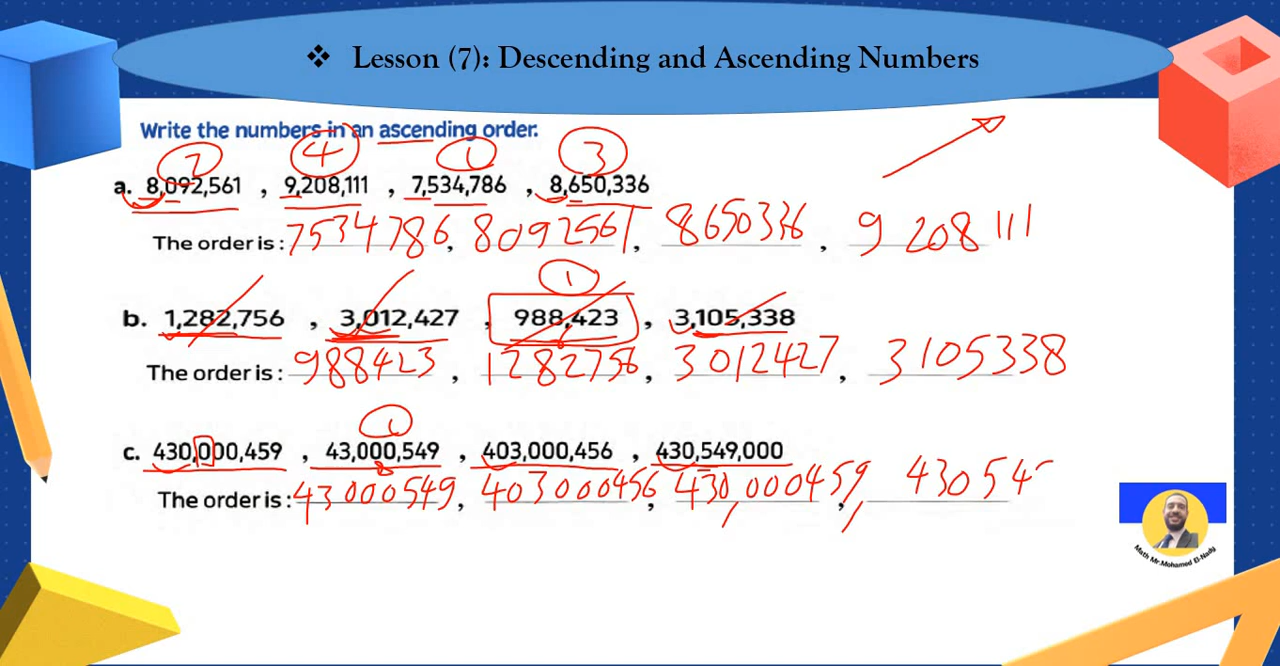 ❖ Lesson (7): Descending and Ascending Numbers
Write the numbers in an ascending order.
2 4 1 3
a. 8,092,561 , 9,208,111 , 7,534,786 , 8,650,336
The order is : 7534786, 8092561, 8650336, 9208111
1
b. 1,282,756 , 3,012,427 , 988,423 , 3,105,338
The order is : 988423, 1282756, 3012427, 3105338
1
c. 430,000,459 , 43,000,549 , 403,000,456 , 430,549,000
The order is : 43000549, 403000456, 430,000459, 43054
Math Mr.Mohamed El-Nady